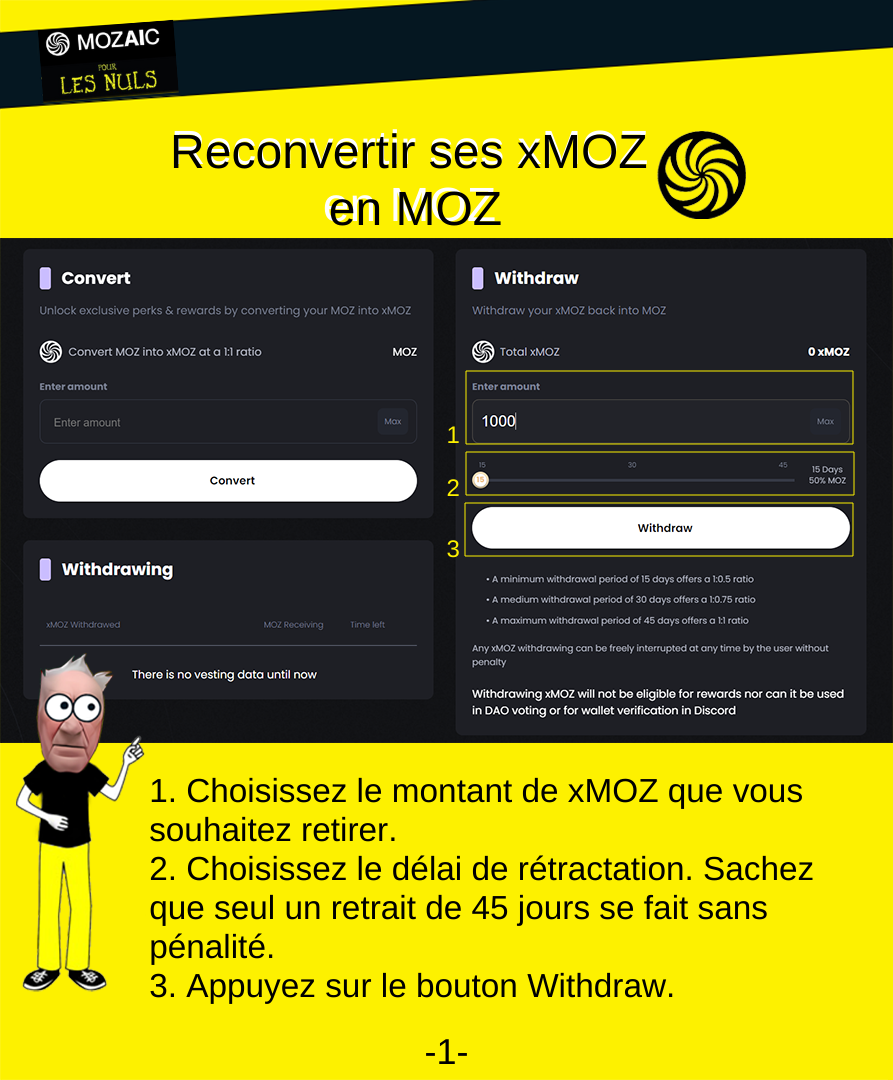 MOZAIC
POUR
LES NULS
Reconvertir ses xMOZ
en MOZ
Convert
Unlock exclusive perks & rewards by converting your MOZ into xMOZ
Convert MOZ into xMOZ at a 1:1 ratio
MOZ
Enter amount
Enter amount
Max
Convert
Withdrawing
xMOZ Withdrawed
MOZ Receiving
Time left
There is no vesting data until now
Withdraw
Withdraw your xMOZ back into MOZ
Total xMOZ
0 xMOZ
Enter amount
1
1000
Max
2
15
30
45
15
15 Days
50% MOZ
3
Withdraw
• A minimum withdrawal period of 15 days offers a 1:0.5 ratio
• A medium withdrawal period of 30 days offers a 1:0.75 ratio
• A maximum withdrawal period of 45 days offers a 1:1 ratio
Any xMOZ withdrawing can be freely interrupted at any time by the user without
penalty
Withdrawing xMOZ will not be eligible for rewards nor can it be used
in DAO voting or for wallet verification in Discord
1. Choisissez le montant de xMOZ que vous
souhaitez retirer.
2. Choisissez le délai de rétractation. Sachez
que seul un retrait de 45 jours se fait sans
pénalité.
3. Appuyez sur le bouton Withdraw.
-1-